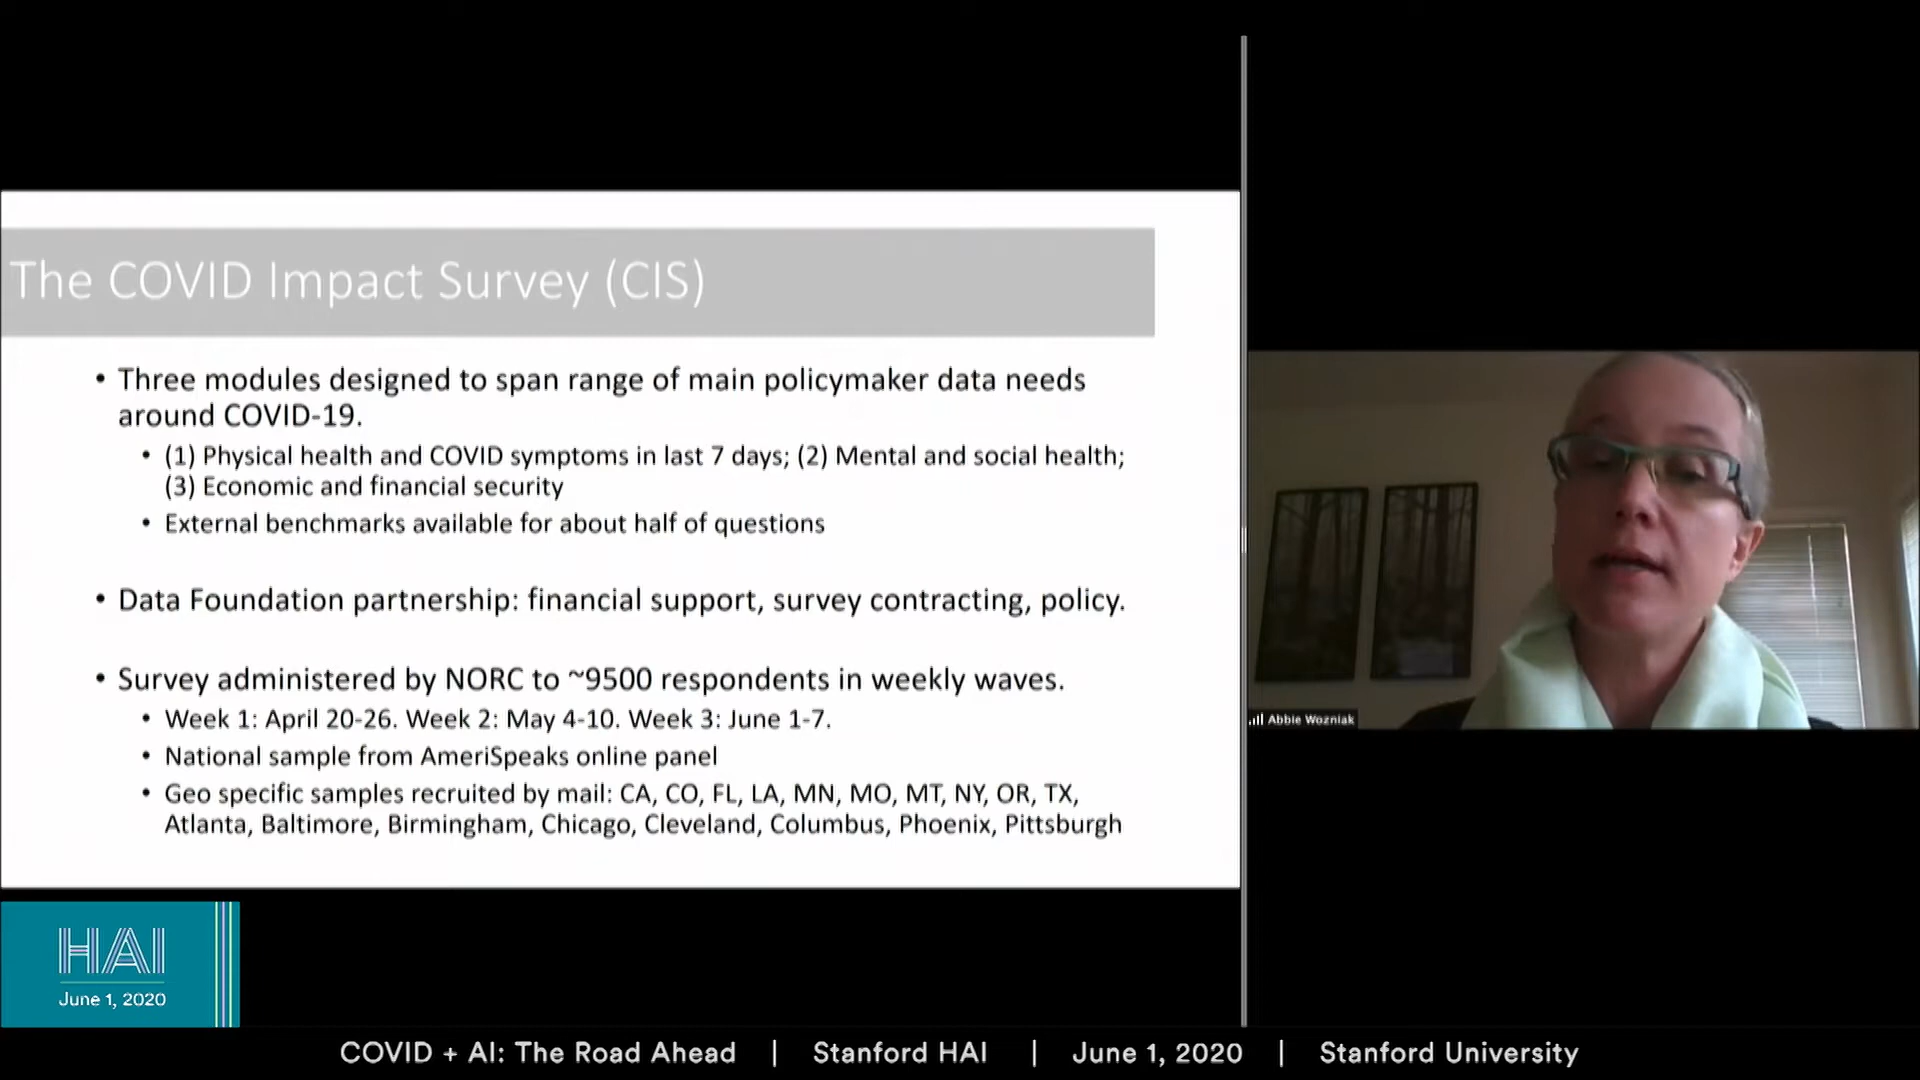 The COVID Impact Survey (CIS)
• Three modules designed to span range of main policymaker data needs
around COVID-19.
• (1) Physical health and COVID symptoms in last 7 days; (2) Mental and social health;
(3) Economic and financial security
• External benchmarks available for about half of questions
• Data Foundation partnership: financial support, survey contracting, policy.
• Survey administered by NORC to ~9500 respondents in weekly waves.
• Week 1: April 20-26. Week 2: May 4-10. Week 3: June 1-7.
• National sample from AmeriSpeaks online panel
• Geo specific samples recruited by mail: CA, CO, FL, LA, MN, MO, MT, NY, OR, TX,
Atlanta, Baltimore, Birmingham, Chicago, Cleveland, Columbus, Phoenix, Pittsburgh
Abbie Wozniak
HAI
June 1, 2020
COVID + AI: The Road Ahead | Stanford HAI | June 1, 2020 | Stanford University